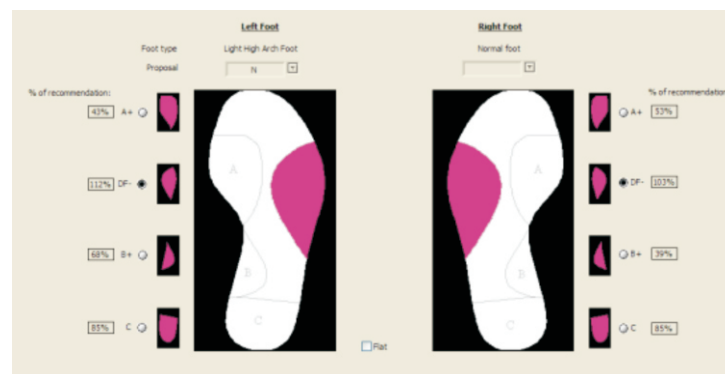 Left Foot
Right Foot
Foot type
Light High Arch Foot
Normal foot
Proposal
N
% of recommendation:
% of recommendation
43% A+
A+ 53%
A
A
112% DF-
DF- 103%
68% B+
B+ 39%
B
B
85% C
C 85%
C
C
Flat